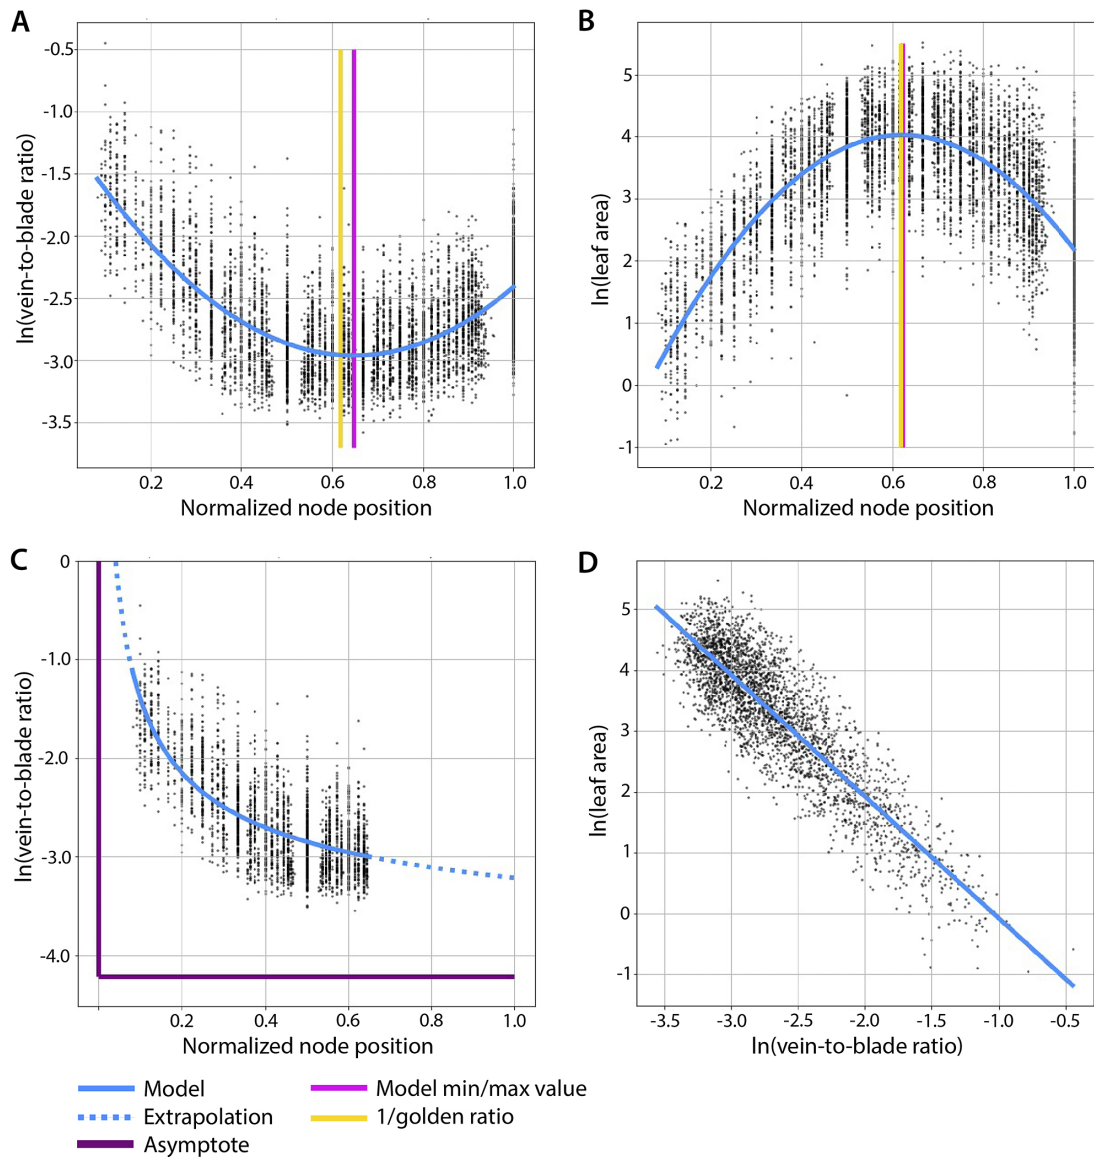 A
-0.5
-1.0
-1.5
-2.0
-2.5
-3.0
-3.5
ln(vein-to-blade ratio)
0.2
0.4
0.6
0.8
1.0
Normalized node position
B
5
4
3
2
1
0
-1
ln(leaf area)
0.2
0.4
0.6
0.8
1.0
Normalized node position
C
0
-1.0
-2.0
-3.0
-4.0
ln(vein-to-blade ratio)
0.2
0.4
0.6
0.8
1.0
Normalized node position
D
5
4
3
2
1
0
-1
ln(leaf area)
-3.5
-3.0
-2.5
-2.0
-1.5
-1.0
-0.5
ln(vein-to-blade ratio)
Model
Extrapolation
Asymptote
Model min/max value
1/golden ratio